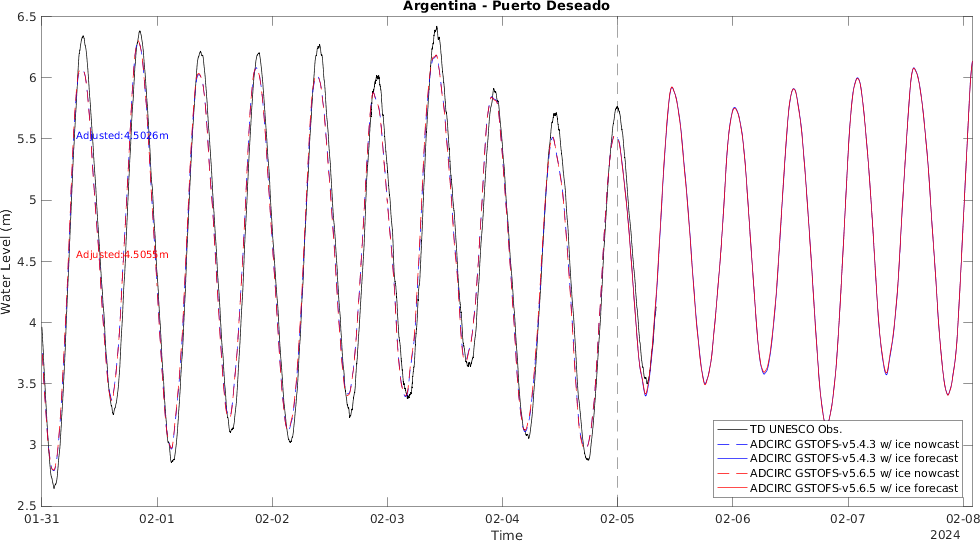 Argentina - Puerto Deseado
6.5
6
5.5
5
4.5
4
3.5
3
2.5
Water Level (m)
Adjusted:4.5026m
Adjusted:4.5055m
TD UNESCO Obs.
ADCIRC GSTOFS-v5.4.3 w/ ice nowcast
ADCIRC GSTOFS-v5.4.3 w/ ice forecast
ADCIRC GSTOFS-v5.6.5 w/ ice nowcast
ADCIRC GSTOFS-v5.6.5 w/ ice forecast
01-31 02-01 02-02 02-03 02-04 02-05 02-06 02-07 02-08
Time
2024